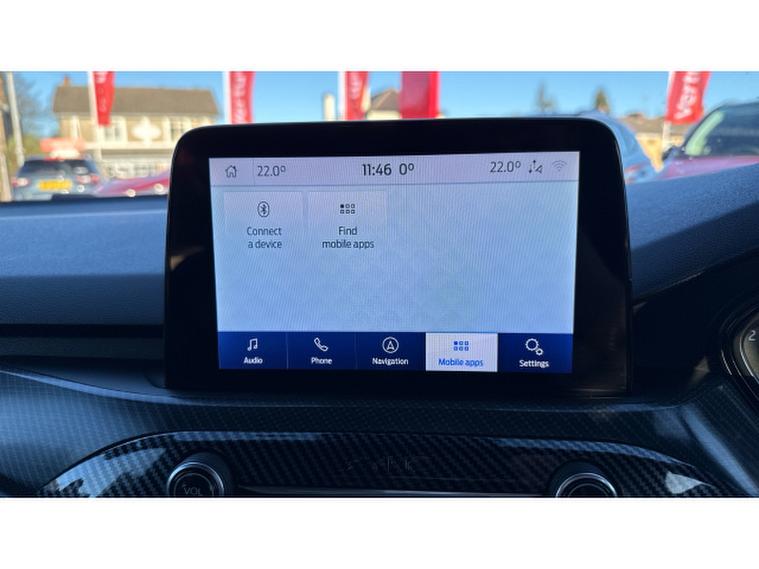 22.0°
11:46 0°
22.0°
Connect
a device
Find
mobile apps
Audio
Phone
Navigation
Mobile apps
Settings
VOL
2